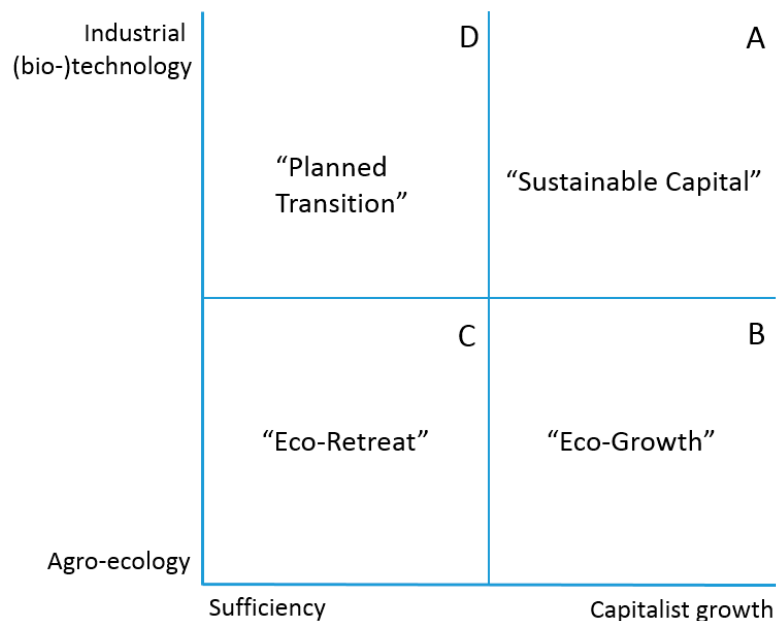 Industrial
(bio-)technology
D
A
“Planned
Transition”
“Sustainable Capital”
C
B
“Eco-Retreat”
“Eco-Growth”
Agro-ecology
Sufficiency
Capitalist growth